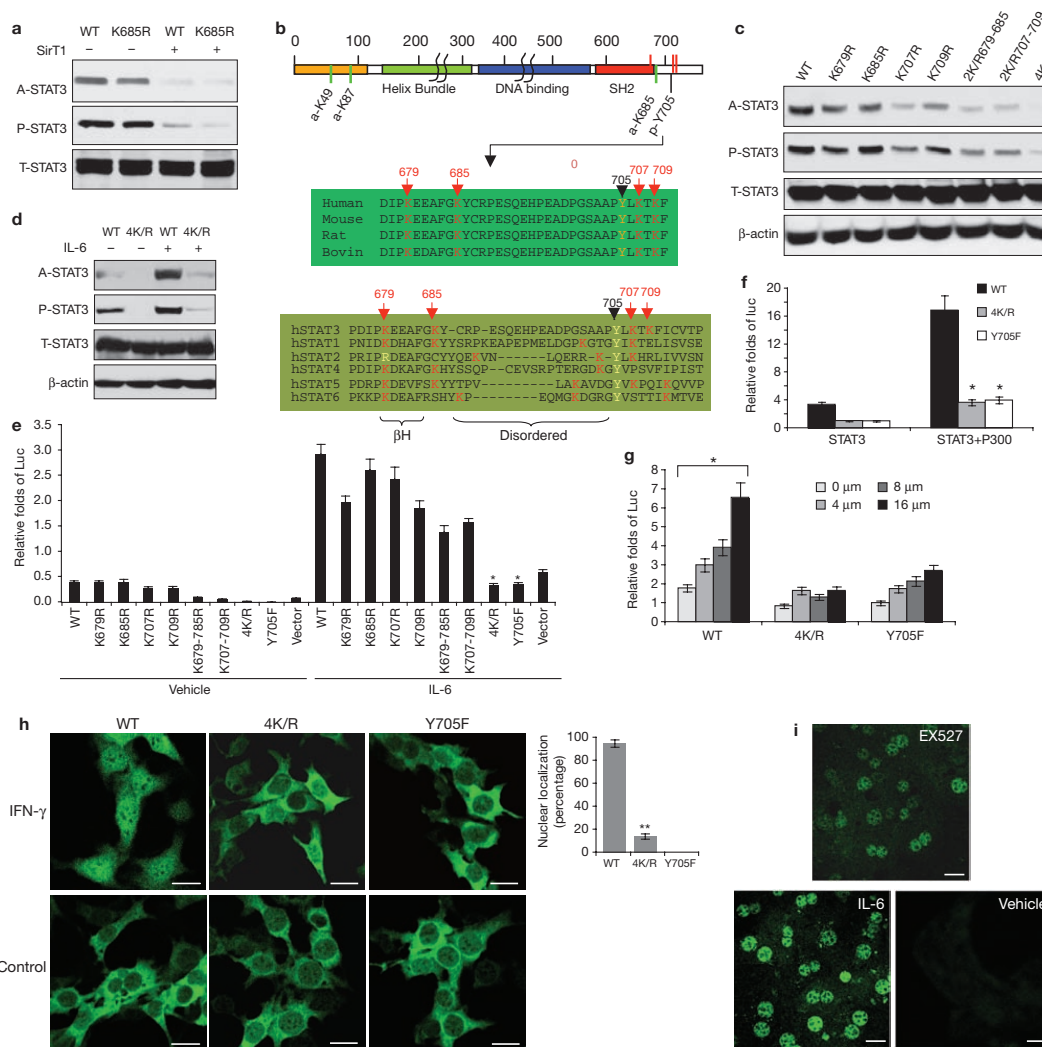 a
WT K685R WT K685R
SirT1 – – + +
A-STAT3
P-STAT3
T-STAT3
b
0 100 200 300 400 500 600 700
Helix Bundle DNA binding SH2
a-K49
a-K87
a-K685
p-Y705
0
679 685 705 707 709
Human DIPKEEAFGKYCRPESQEHPEADPGSAAPYLKTKF
Mouse DIPKEEAFGKYCRPESQEHPEADPGSAAPYLKTKF
Rat DIPKEEAFGKYCRPESQEHPEADPGSAAPYLKTKF
Bovin DIPKEDAFGKYCRPESQEHPEADPGSAAPYLKTKF
679 685 705 707 709
hSTAT3 PDIPKEEAFGKY-CRP-ESQEHPEADPGSAAPYLKTKFICVTP
hSTAT1 PNIDKDHAFGKYYSRPKEAPEPMELDGPKGTGYIKTELISVSE
hSTAT2 PRIPRDEAFGCYYQEKVN----LQERR-K-YLKHRLIVVSN
hSTAT4 PDIPKDKAFGKHYSSQPCEVSRPTERGDKGYVPSVFIPIST
hSTAT5 PDRPKDEVFSKYYTPV-------LAKAVDGYVKPQIKQVVP
hSTAT6 PKKPKDEAFRSHYKP---------EQMGKDGRGYVSTTIKMTVE
βH Disordered
c
WT K679R K685R K707R K709R 2K/R679-685 2K/R707-709 4K
A-STAT3
P-STAT3
T-STAT3
β-actin
d
WT 4K/R WT 4K/R
IL-6 – – + +
A-STAT3
P-STAT3
T-STAT3
β-actin
e
Relative folds of Luc
3.0
2.5
2.0
1.5
1.0
0.5
0.0
* *
WT K679R K685R K707R K709R K679-785R K707-709R 4K/R Y705F Vector WT K679R K685R K707R K709R K679-685R K707-709R 4K/R Y705F Vector
Vehicle IL-6
f
Relative folds of luc
20
16
12
8
4
0
WT
4K/R
Y705F
* *
STAT3 STAT3+P300
g
Relative folds of Luc
8
7
6
5
4
3
2
1
0
*
0 μm 8 μm
4 μm 16 μm
WT 4K/R Y705F
h
WT 4K/R Y705F
IFN-γ
Control
Nuclear localization
(percentage)
100
80
60
40
20
0
**
WT 4K/R Y705F
i
EX527
IL-6
Vehicle